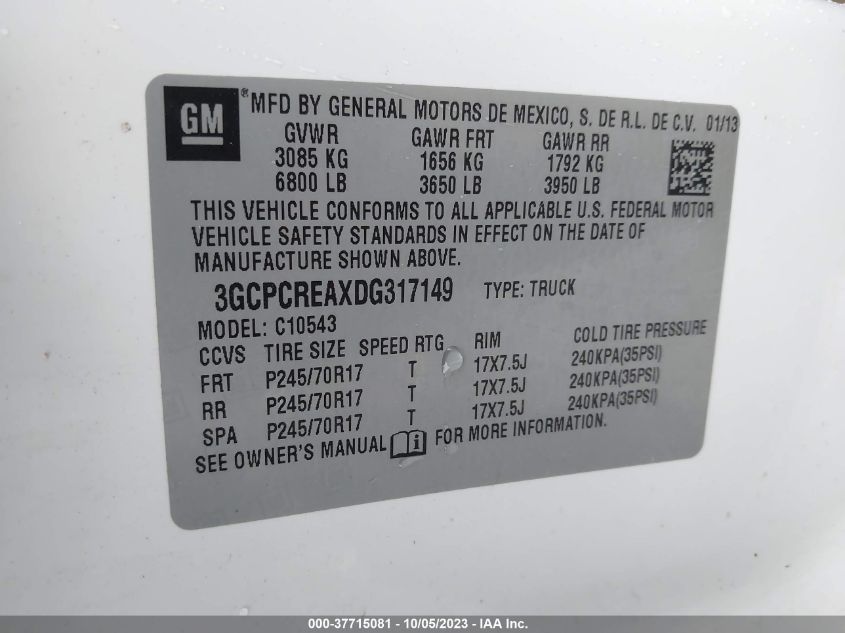 GM ® MFD BY GENERAL MOTORS DE MEXICO, S. DE R.L. DE C.V. 01/13
GVWR GAWR FRT GAWR RR
3085 KG 1656 KG 1792 KG
6800 LB 3650 LB 3950 LB
THIS VEHICLE CONFORMS TO ALL APPLICABLE U.S. FEDERAL MOTOR
VEHICLE SAFETY STANDARDS IN EFFECT ON THE DATE OF
MANUFACTURE SHOWN ABOVE.
3GCPCREAXDG317149 TYPE: TRUCK
MODEL: C10543
CCVS TIRE SIZE SPEED RTG RIM COLD TIRE PRESSURE
FRT P245/70R17 T 17X7.5J 240KPA(35PSI)
RR P245/70R17 T 17X7.5J 240KPA(35PSI)
SPA P245/70R17 T 17X7.5J 240KPA(35PSI)
SEE OWNER'S MANUAL FOR MORE INFORMATION.
000-37715081 - 10/05/2023 - IAA Inc.